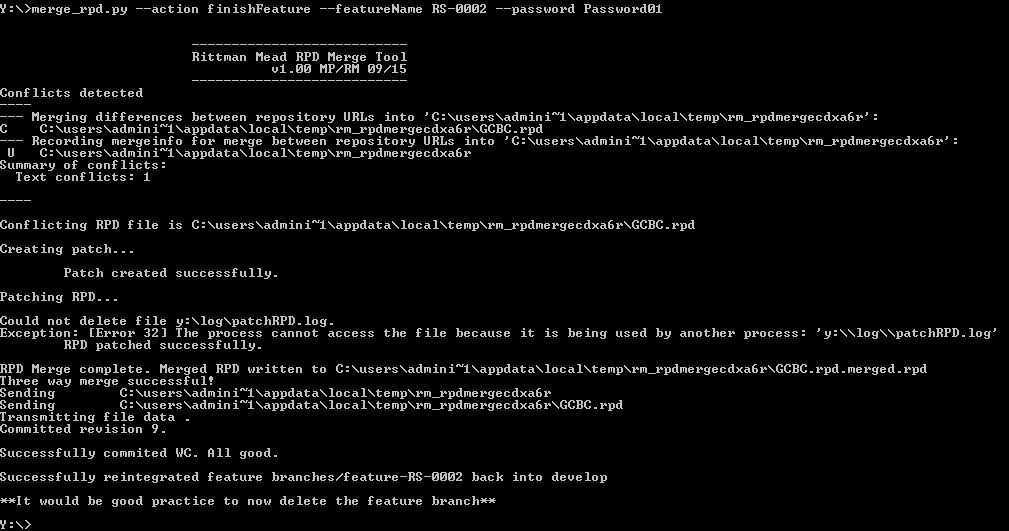 Y:\>merge_rpd.py --action finishFeature --featureName RS-0002 --password Password01
---------------------------
Rittman Mead RPD Merge Tool
v1.00 MP/RM 09/15
---------------------------
Conflicts detected
----
--- Merging differences between repository URLs into 'C:\users\admini~1\appdata\local\temp\rm_rpdmergecdxa6r':
C    C:\users\admini~1\appdata\local\temp\rm_rpdmergecdxa6r\GCBC.rpd
--- Recording mergeinfo for merge between repository URLs into 'C:\users\admini~1\appdata\local\temp\rm_rpdmergecdxa6r':
 U   C:\users\admini~1\appdata\local\temp\rm_rpdmergecdxa6r
Summary of conflicts:
  Text conflicts: 1
----
Conflicting RPD file is C:\users\admini~1\appdata\local\temp\rm_rpdmergecdxa6r\GCBC.rpd
Creating patch...
Patch created successfully.
Patching RPD...
Could not delete file y:\log\patchRPD.log.
Exception: [Error 32] The process cannot access the file because it is being used by another process: 'y:\\log\\patchRPD.log'
RPD patched successfully.
RPD Merge complete. Merged RPD written to C:\users\admini~1\appdata\local\temp\rm_rpdmergecdxa6r\GCBC.rpd.merged.rpd
Three way merge successful!
Sending        C:\users\admini~1\appdata\local\temp\rm_rpdmergecdxa6r
Sending        C:\users\admini~1\appdata\local\temp\rm_rpdmergecdxa6r\GCBC.rpd
Transmitting file data .
Committed revision 9.
Successfully commited WC. All good.
Successfully reintegrated feature branches/feature-RS-0002 back into develop
**It would be good practice to now delete the feature branch**
Y:\>